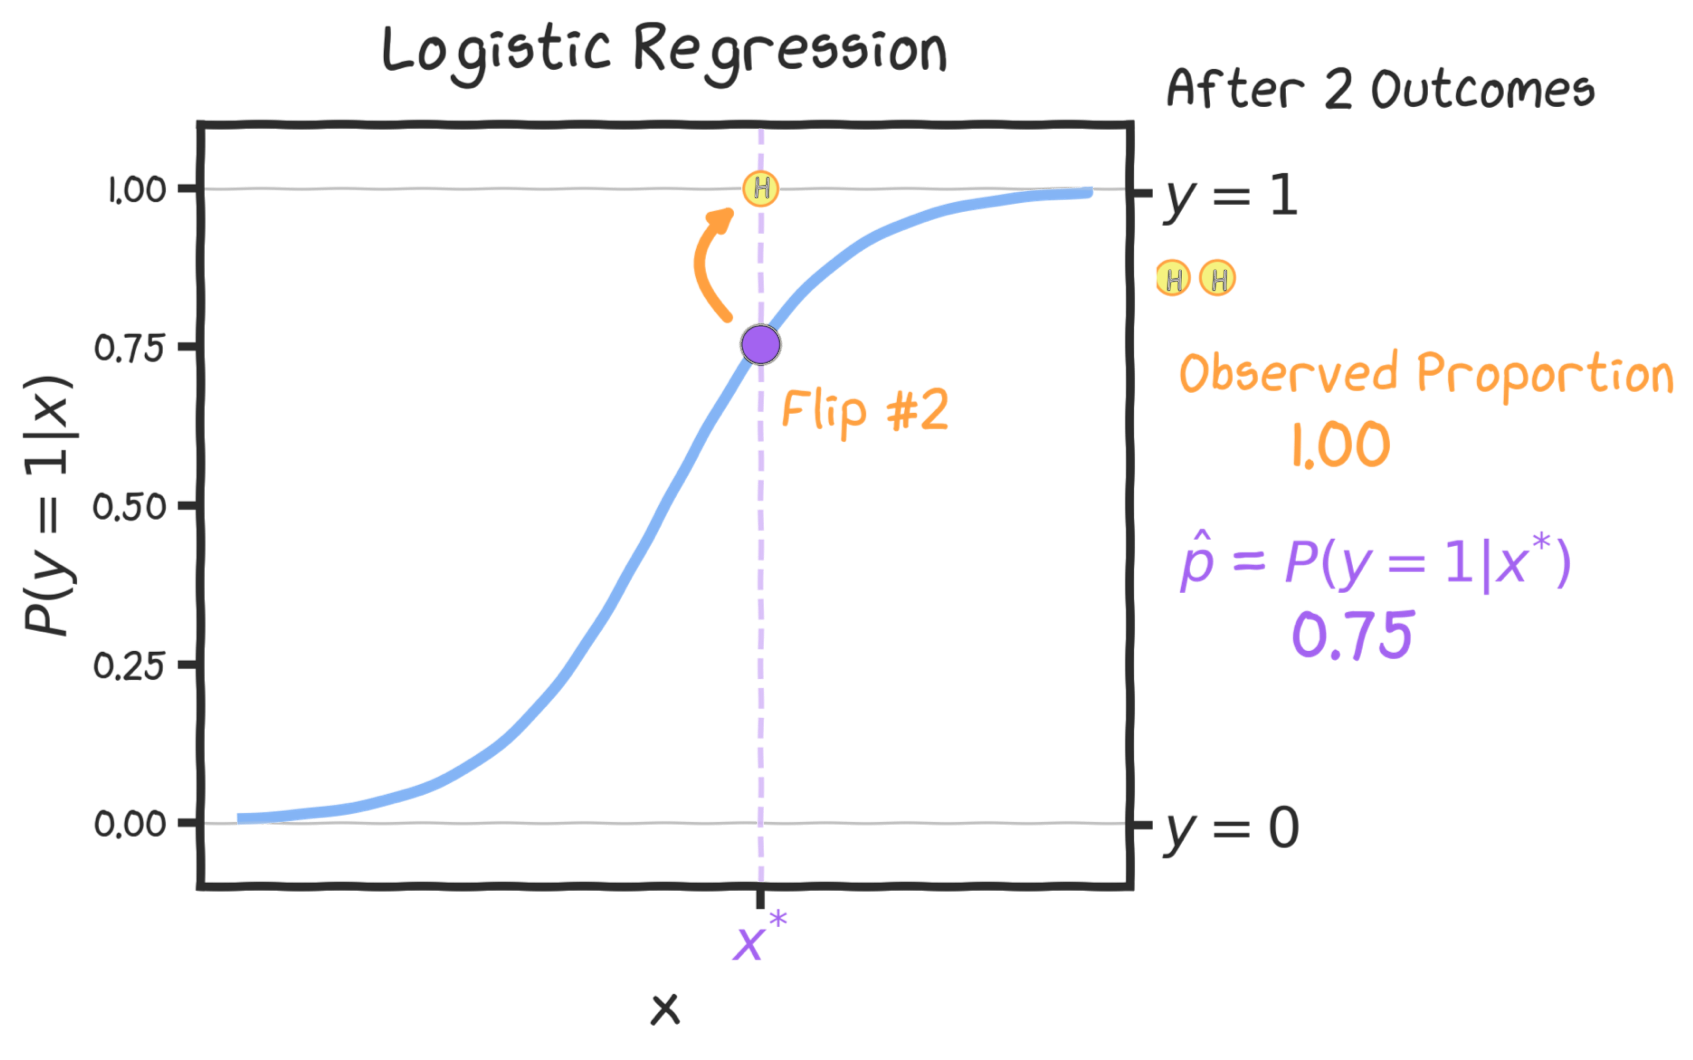 Logistic Regression
After 2 Outcomes
1.00
0.75
0.50
0.25
0.00
P(y = 1|x)
H
Flip #2
x*
x
y = 1
H H
Observed Proportion
1.00
p̂ = P(y = 1|x*)
0.75
y = 0